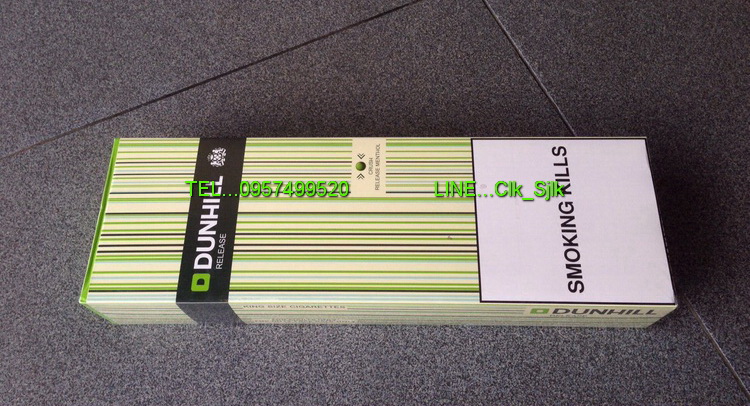 TEL...0957499520
LINE...Clk_Sjlk
DUNHILL
RELEASE
CRUSH
RELEASE MENTHOL
SMOKING KILLS
KING SIZE CIGARETTES
DUNHILL